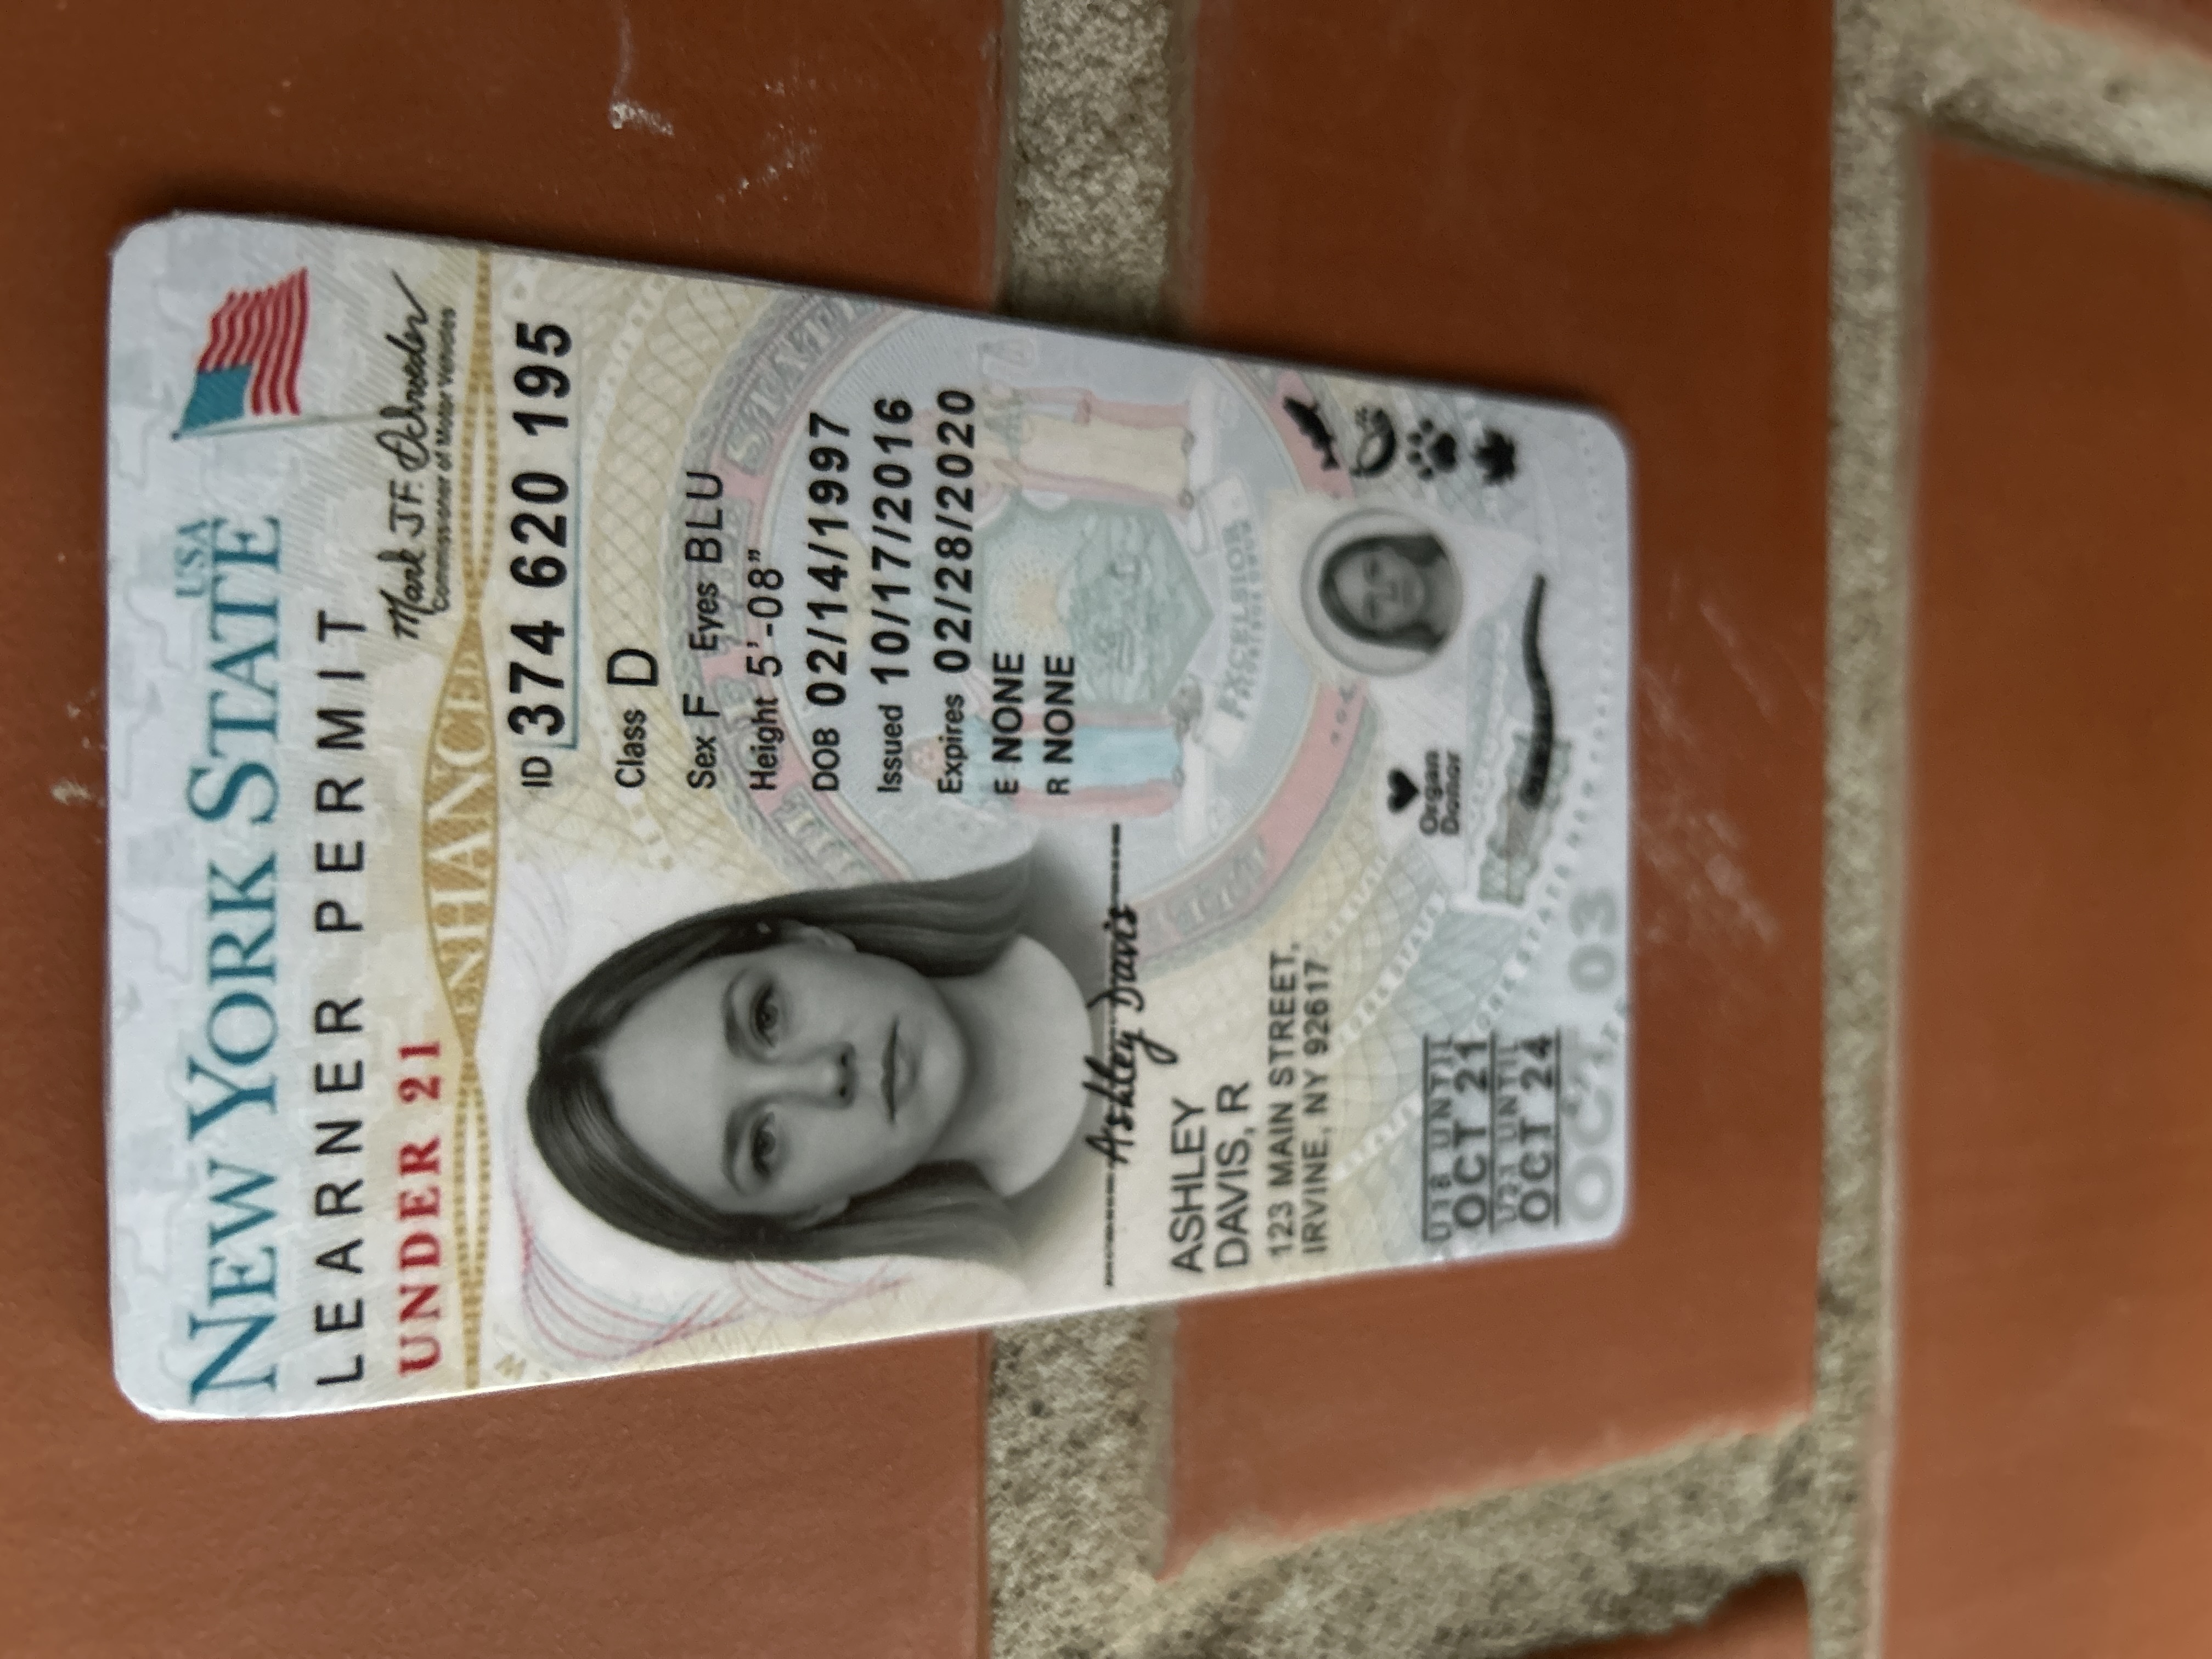 USA
NEW YORK STATE
LEARNER PERMIT
UNDER 21
Mark J.F. Schroeder
Commissioner of Motor Vehicles
ENHANCED
ID 374 620 195
Class D
Sex F Eyes BLU
Height 5'-08"
DOB 02/14/1997
Issued 10/17/2016
Expires 02/28/2020
E NONE
R NONE
Ashley Davis
ASHLEY
DAVIS, R
123 MAIN STREET,
IRVINE, NY 92617
EXCELSIOR
Organ
Donor
U18 UNTIL
OCT 21
U21 UNTIL
OCT 24
OCT 03